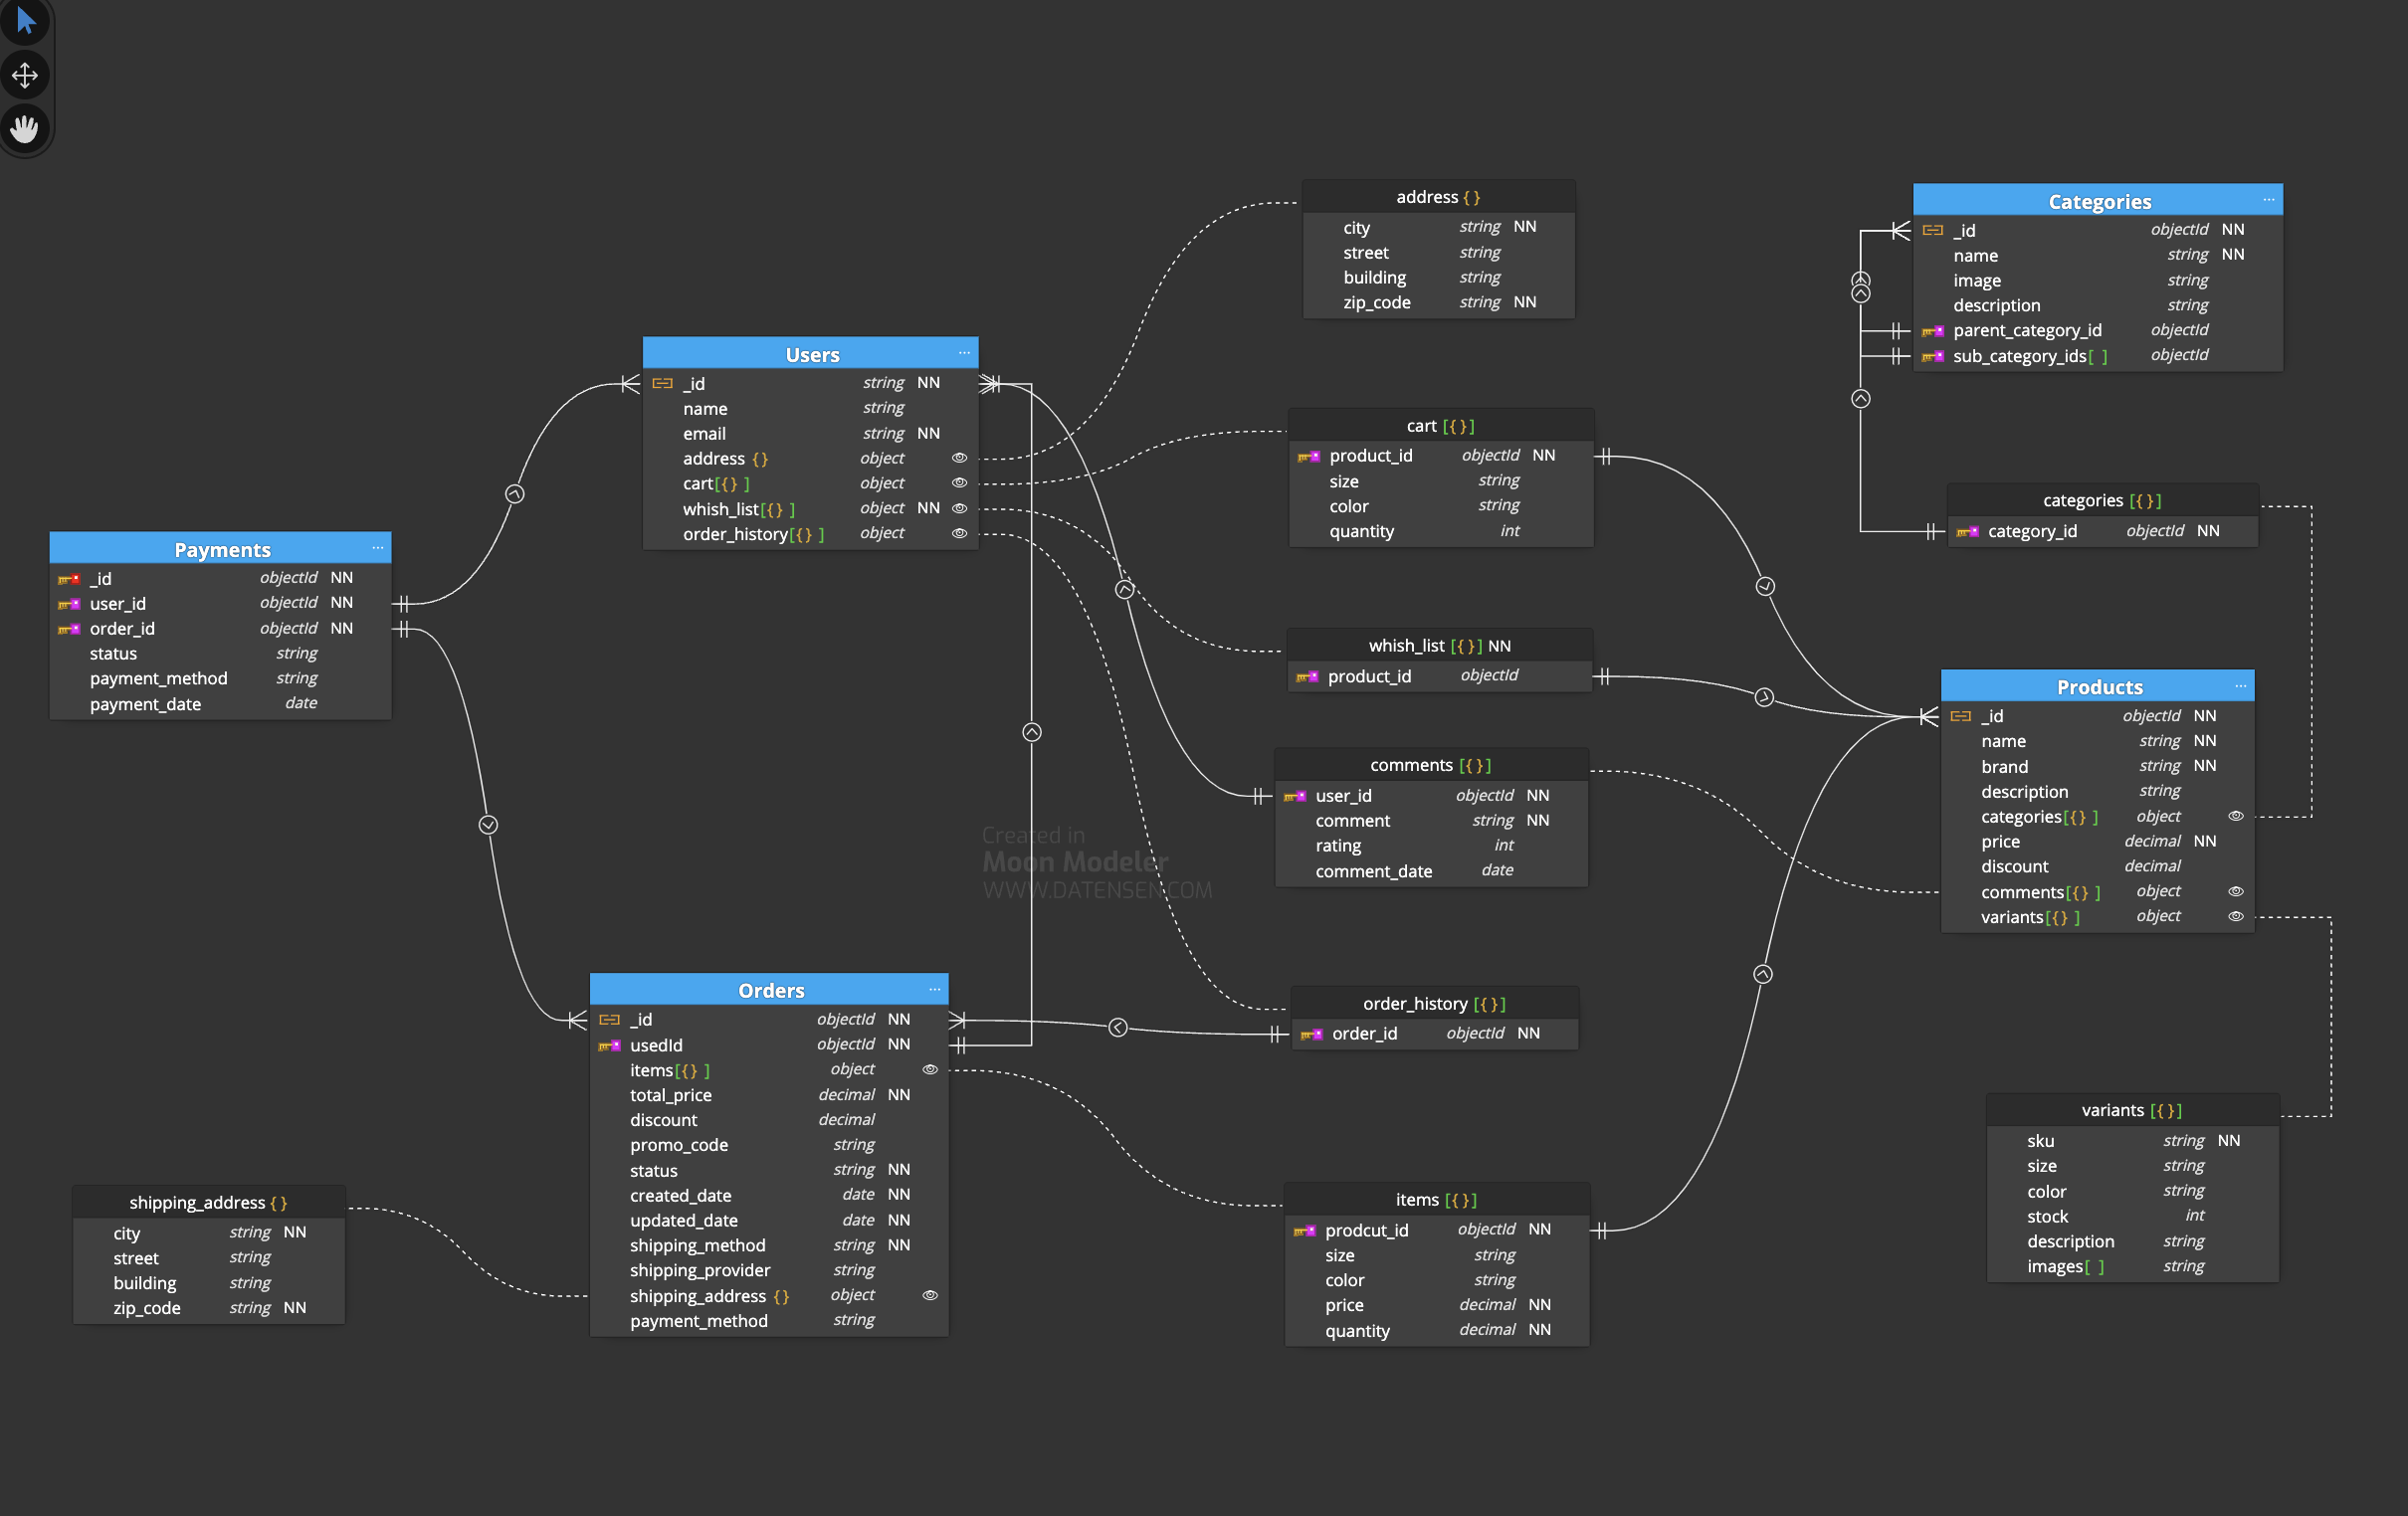 address {}
city string NN
street string
building string
zip_code string NN
Categories ...
_id objectId NN
name string NN
image string
description string
parent_category_id objectId
sub_category_ids[ ] objectId
Users ...
_id string NN
name string
email string NN
address {} object
cart[{} ] object
whish_list[{} ] object NN
order_history[{} ] object
cart [{}]
product_id objectId NN
size string
color string
quantity int
categories [{}]
category_id objectId NN
Payments ...
_id objectId NN
user_id objectId NN
order_id objectId NN
status string
payment_method string
payment_date date
whish_list [{}] NN
product_id objectId
Products ...
_id objectId NN
name string NN
brand string NN
description string
categories[{} ] object
price decimal NN
discount decimal
comments[{} ] object
variants[{} ] object
comments [{}]
user_id objectId NN
comment string NN
rating int
comment_date date
Created in
Moon Modeler
WWW.DATENSEN.COM
Orders ...
_id objectId NN
usedId objectId NN
items[{} ] object
total_price decimal NN
discount decimal
promo_code string
status string NN
created_date date NN
updated_date date NN
shipping_method string NN
shipping_provider string
shipping_address {} object
payment_method string
order_history [{}]
order_id objectId NN
variants [{}]
sku string NN
size string
color string
stock int
description string
images[ ] string
shipping_address {}
city string NN
street string
building string
zip_code string NN
items [{}]
prodcut_id objectId NN
size string
color string
price decimal NN
quantity decimal NN